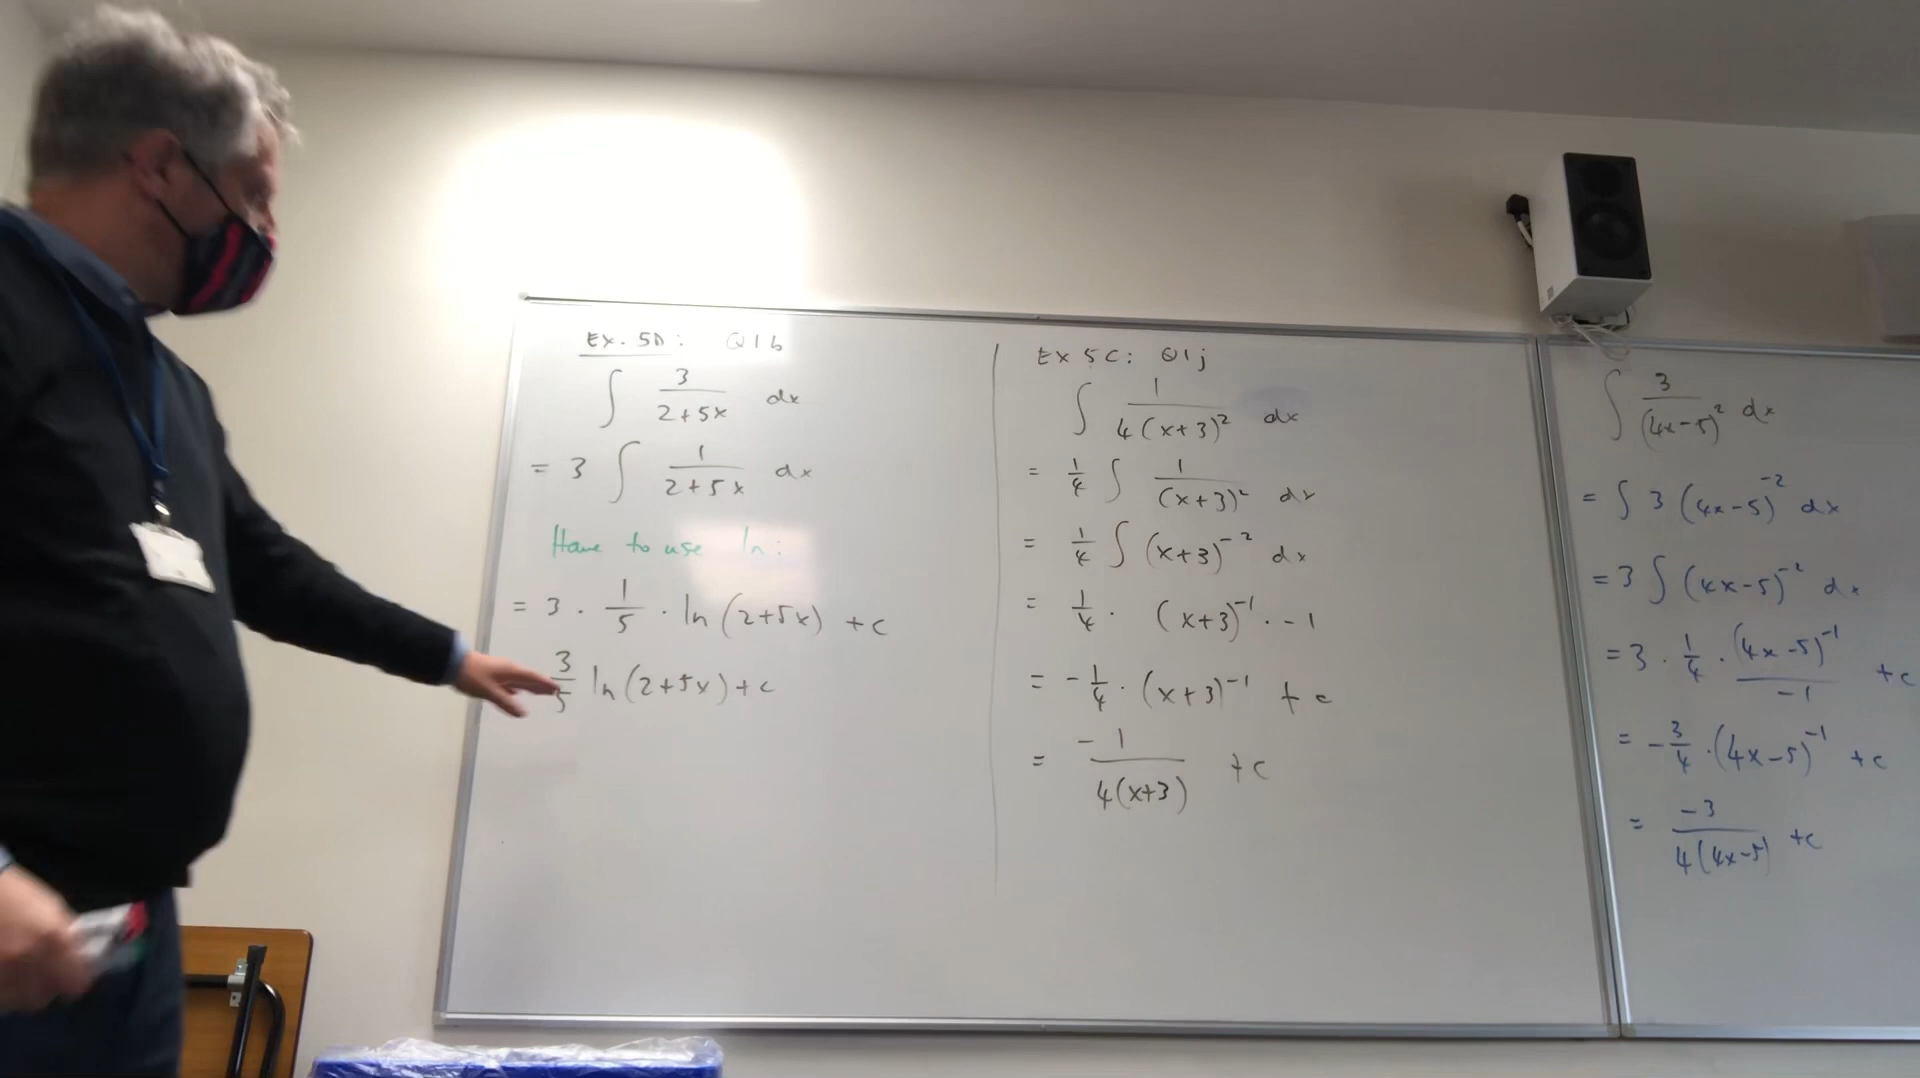 Ex. 5D: Q1b
∫ 3/(2+5x) dx
= 3 ∫ 1/(2+5x) dx
Have to use ln:
= 3 · 1/5 · ln(2+5x) + c
3/5 ln(2+5x) + c
Ex 5C: Q1j
∫ 1/(4(x+3)²) dx
= 1/4 ∫ 1/(x+3)² dx
= 1/4 ∫ (x+3)⁻² dx
= 1/4 · (x+3)⁻¹ · -1
= -1/4 · (x+3)⁻¹ + c
= -1/(4(x+3)) + c
∫ 3/(4x-5)² dx
= ∫ 3 (4x-5)⁻² dx
= 3 ∫ (4x-5)⁻² dx
= 3 · 1/4 · (4x-5)⁻¹/-1 + c
= -3/4 · (4x-5)⁻¹ + c
= -3/(4(4x-5)) + c